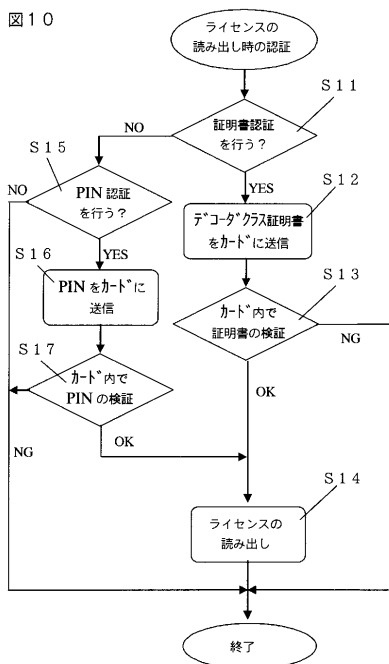 図10
ライセンスの
読み出し時の認証
S11
証明書認証
を行う?
NO
YES
S15
PIN 認証
を行う?
NO
YES
S12
デコーダクラス証明書
をカードに送信
S16
PINをカードに
送信
S13
カード内で
証明書の検証
NG
OK
S17
カード内で
PINの検証
NG
OK
S14
ライセンスの
読み出し
終了